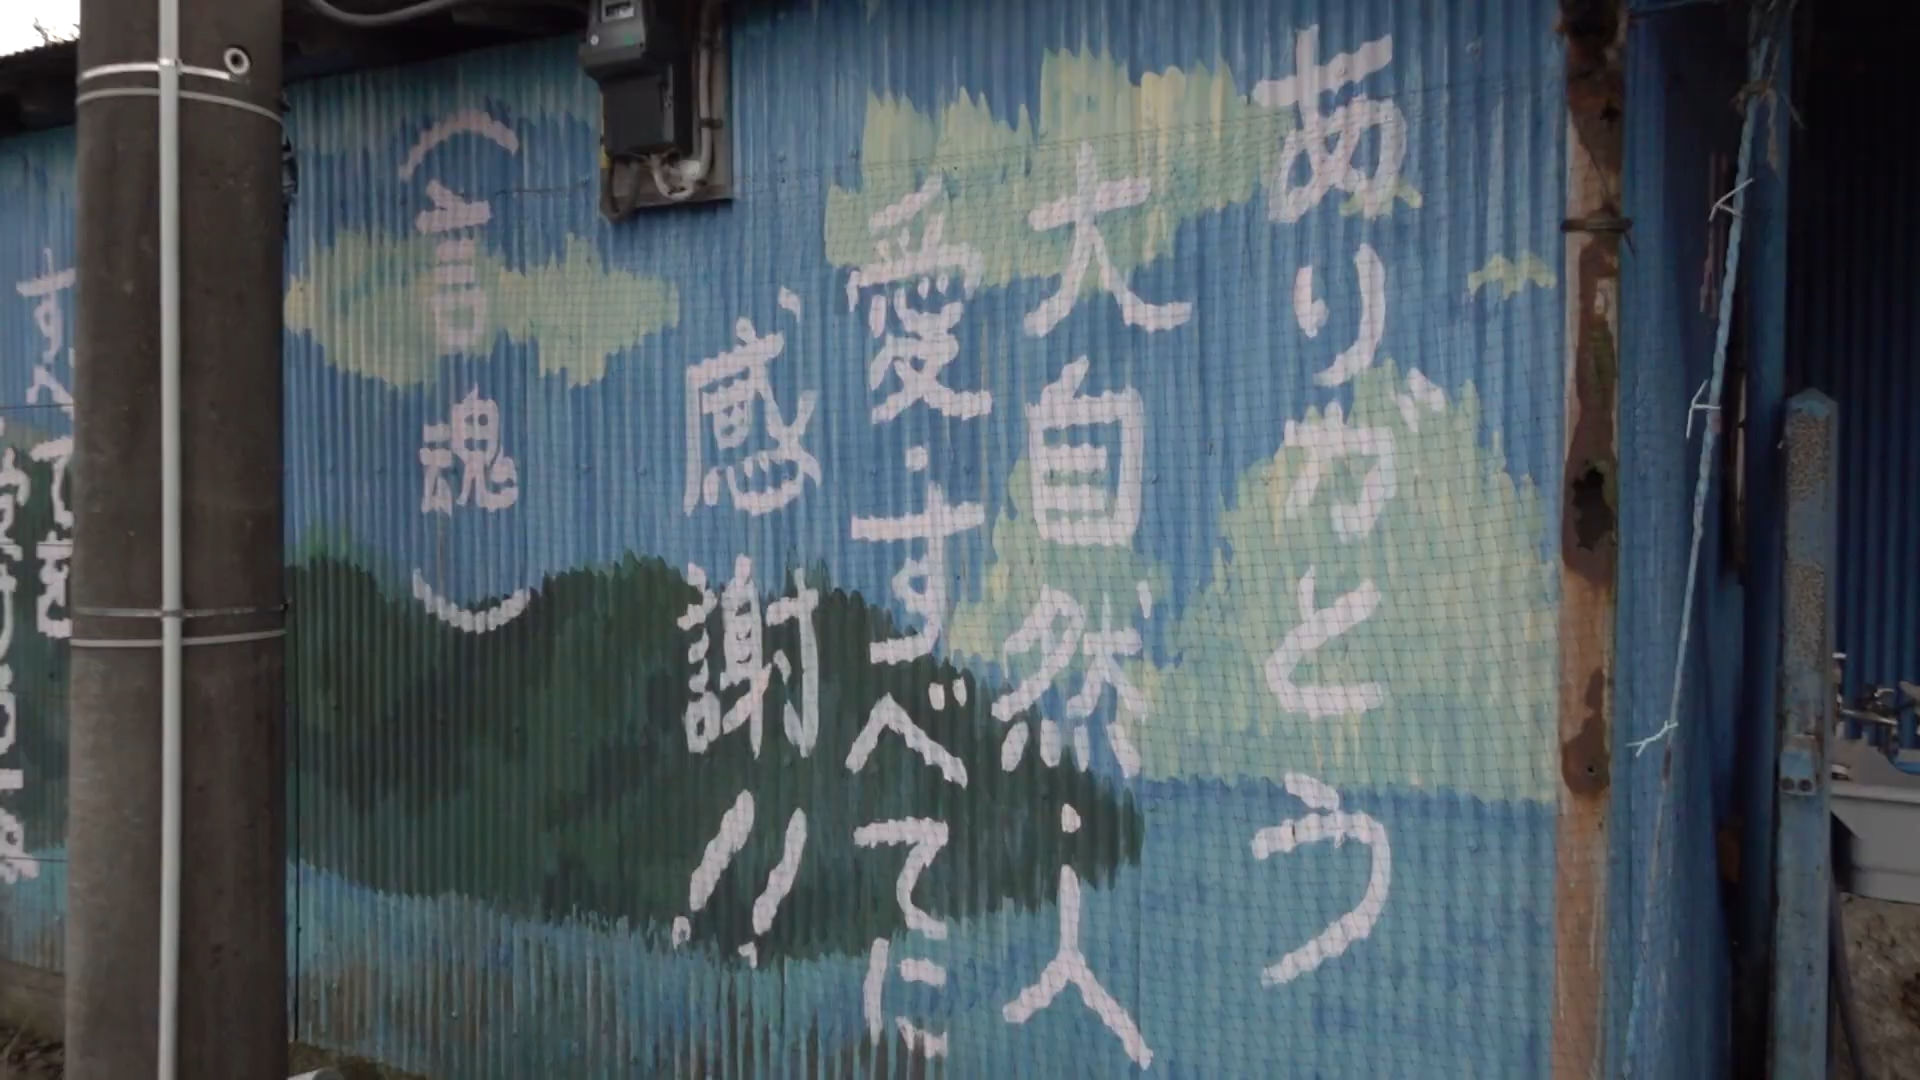 ありがとう
大自然・人
愛・すべてに
感謝!!
(言魂)